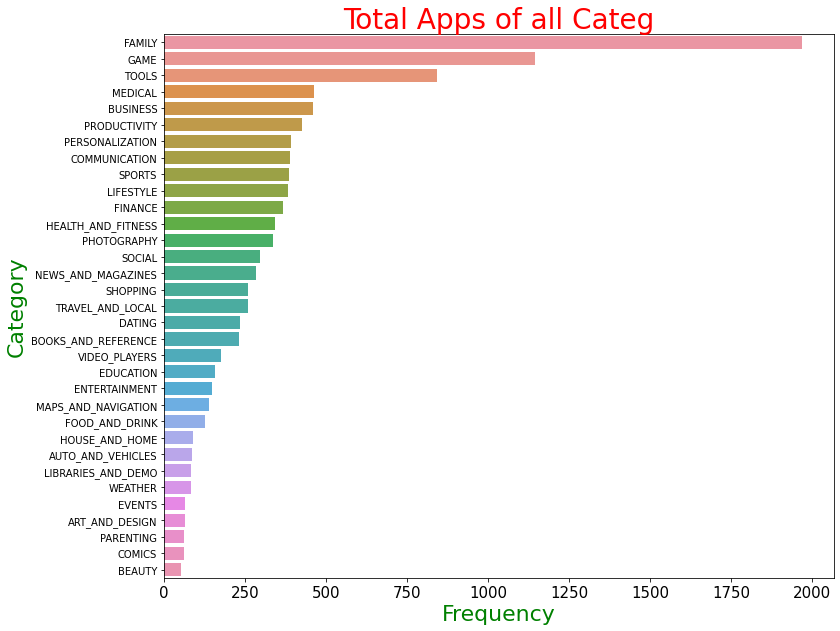 Total Apps of all Categ
FAMILY
GAME
TOOLS
MEDICAL
BUSINESS
PRODUCTIVITY
PERSONALIZATION
COMMUNICATION
SPORTS
LIFESTYLE
FINANCE
HEALTH_AND_FITNESS
PHOTOGRAPHY
SOCIAL
NEWS_AND_MAGAZINES
SHOPPING
TRAVEL_AND_LOCAL
DATING
BOOKS_AND_REFERENCE
VIDEO_PLAYERS
EDUCATION
ENTERTAINMENT
MAPS_AND_NAVIGATION
FOOD_AND_DRINK
HOUSE_AND_HOME
AUTO_AND_VEHICLES
LIBRARIES_AND_DEMO
WEATHER
EVENTS
ART_AND_DESIGN
PARENTING
COMICS
BEAUTY
Category
0 250 500 750 1000 1250 1500 1750 2000
Frequency